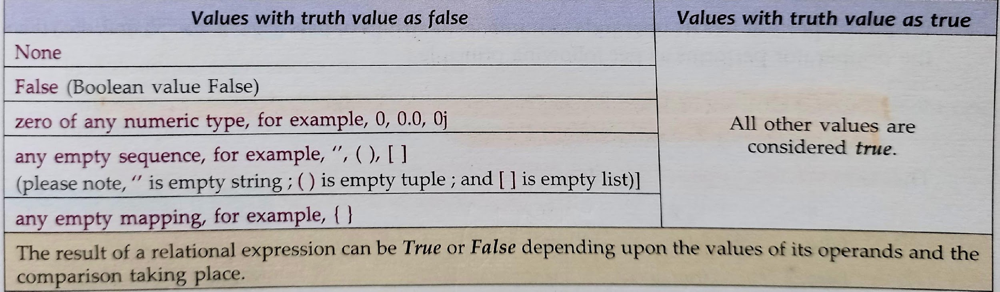 Values with truth value as false
Values with truth value as true
None
False (Boolean value False)
zero of any numeric type, for example, 0, 0.0, 0j
any empty sequence, for example, ‘’, ( ), [ ]
(please note, ‘’ is empty string ; ( ) is empty tuple ; and [ ] is empty list)]
any empty mapping, for example, { }
All other values are
considered true.
The result of a relational expression can be True or False depending upon the values of its operands and the
comparison taking place.